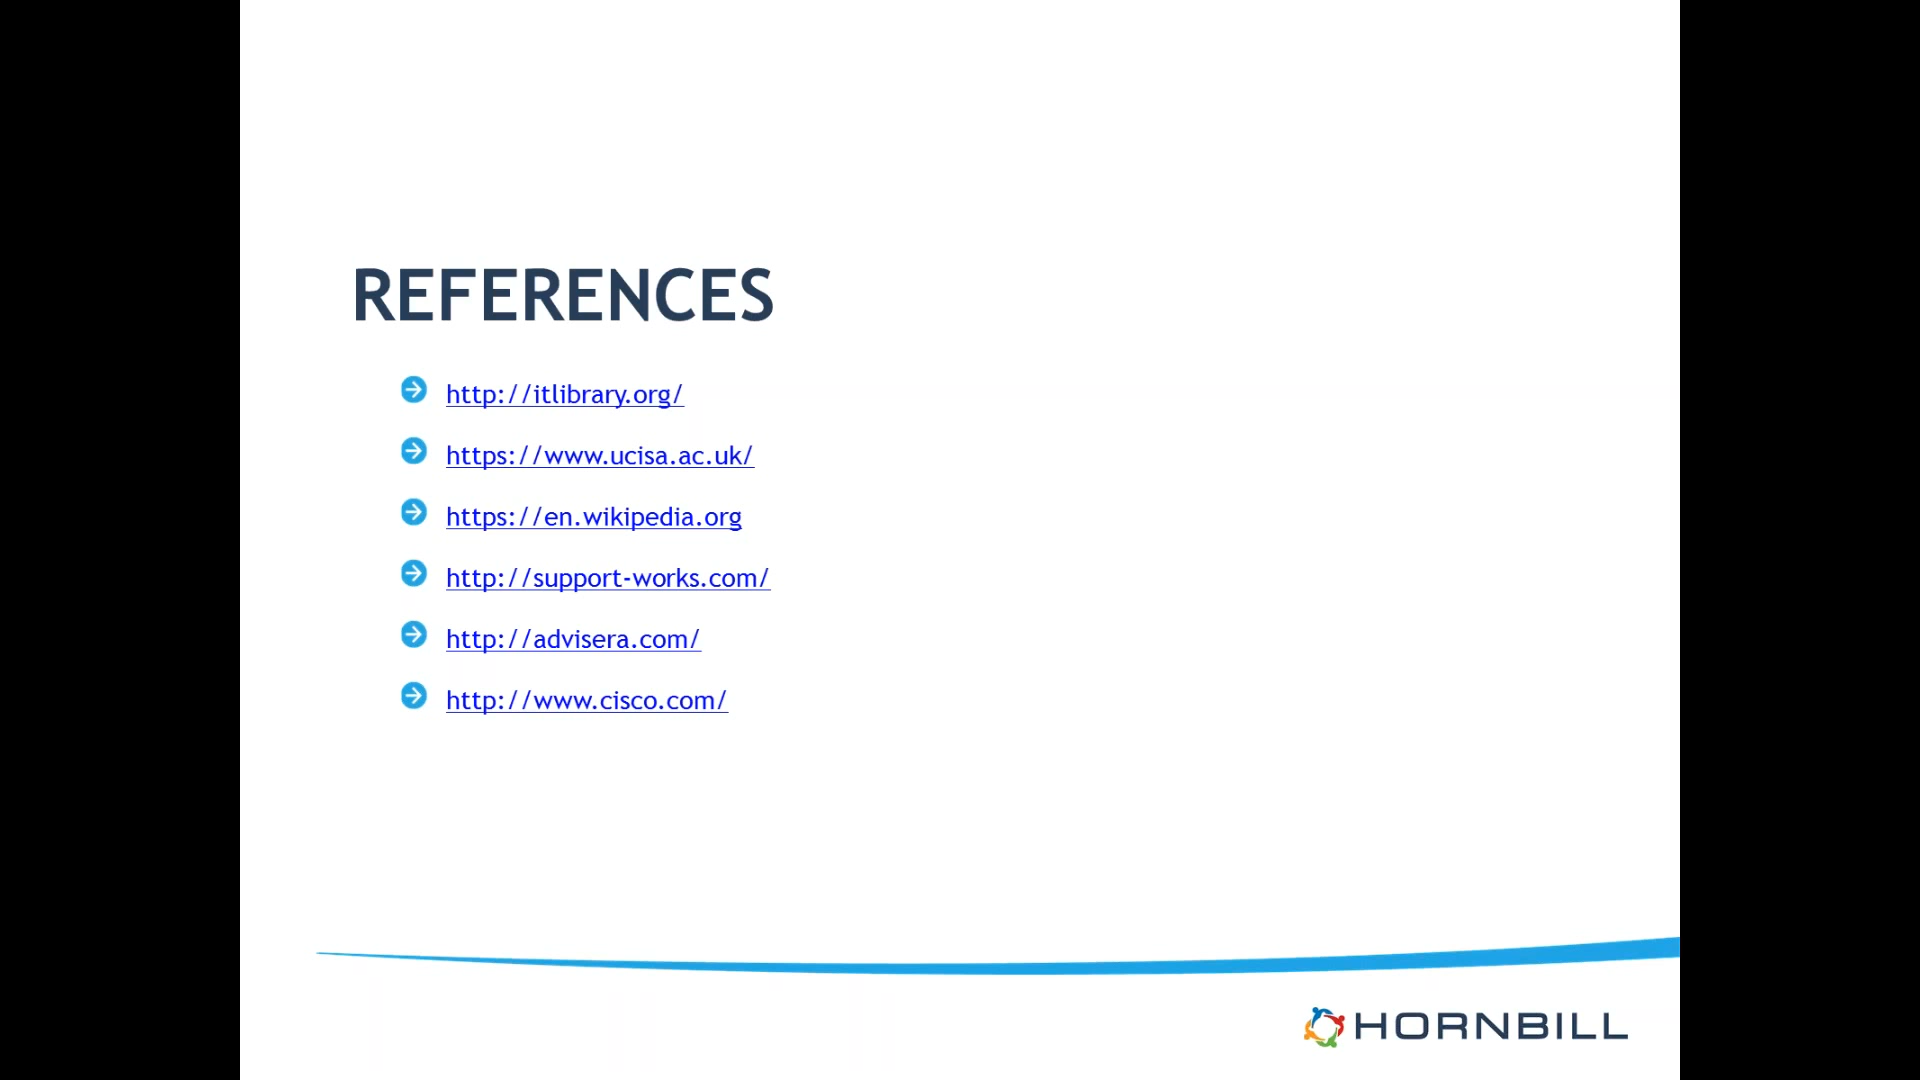 REFERENCES
http://itlibrary.org/
https://www.ucisa.ac.uk/
https://en.wikipedia.org
http://support-works.com/
http://advisera.com/
http://www.cisco.com/
HORNBILL